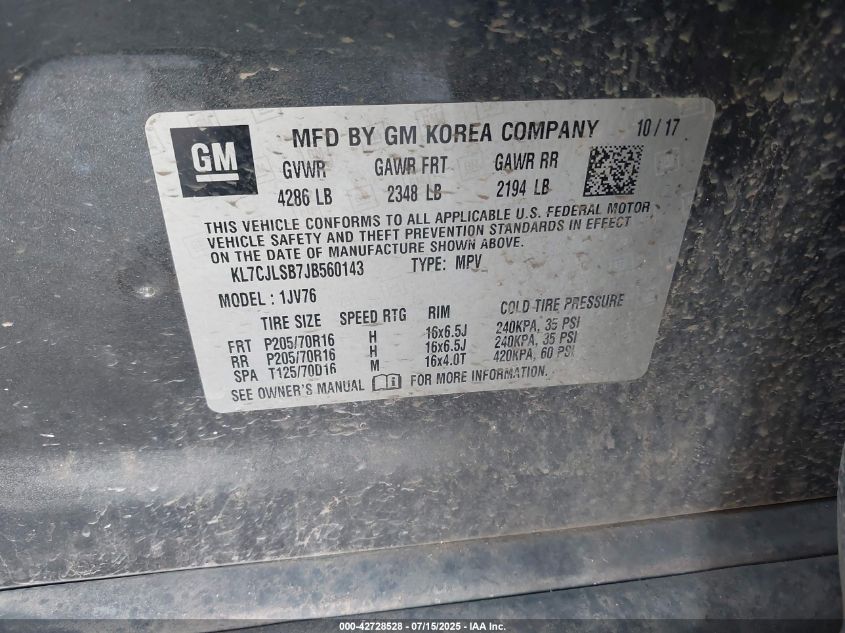 GM
MFD BY GM KOREA COMPANY 10 / 17
GVWR GAWR FRT GAWR RR
4286 LB 2348 LB 2194 LB
THIS VEHICLE CONFORMS TO ALL APPLICABLE U.S. FEDERAL MOTOR
VEHICLE SAFETY AND THEFT PREVENTION STANDARDS IN EFFECT
ON THE DATE OF MANUFACTURE SHOWN ABOVE.
KL7CJLSB7JB560143 TYPE: MPV
MODEL : 1JV76
TIRE SIZE SPEED RTG RIM COLD TIRE PRESSURE
FRT P205/70R16 H 16x6.5J 240KPA, 35 PSI
RR P205/70R16 H 16x6.5J 240KPA, 35 PSI
SPA T125/70D16 M 16x4.0T 420KPA, 60 PSI
SEE OWNER'S MANUAL FOR MORE INFORMATION.
000-42728528 - 07/15/2025 - IAA Inc.